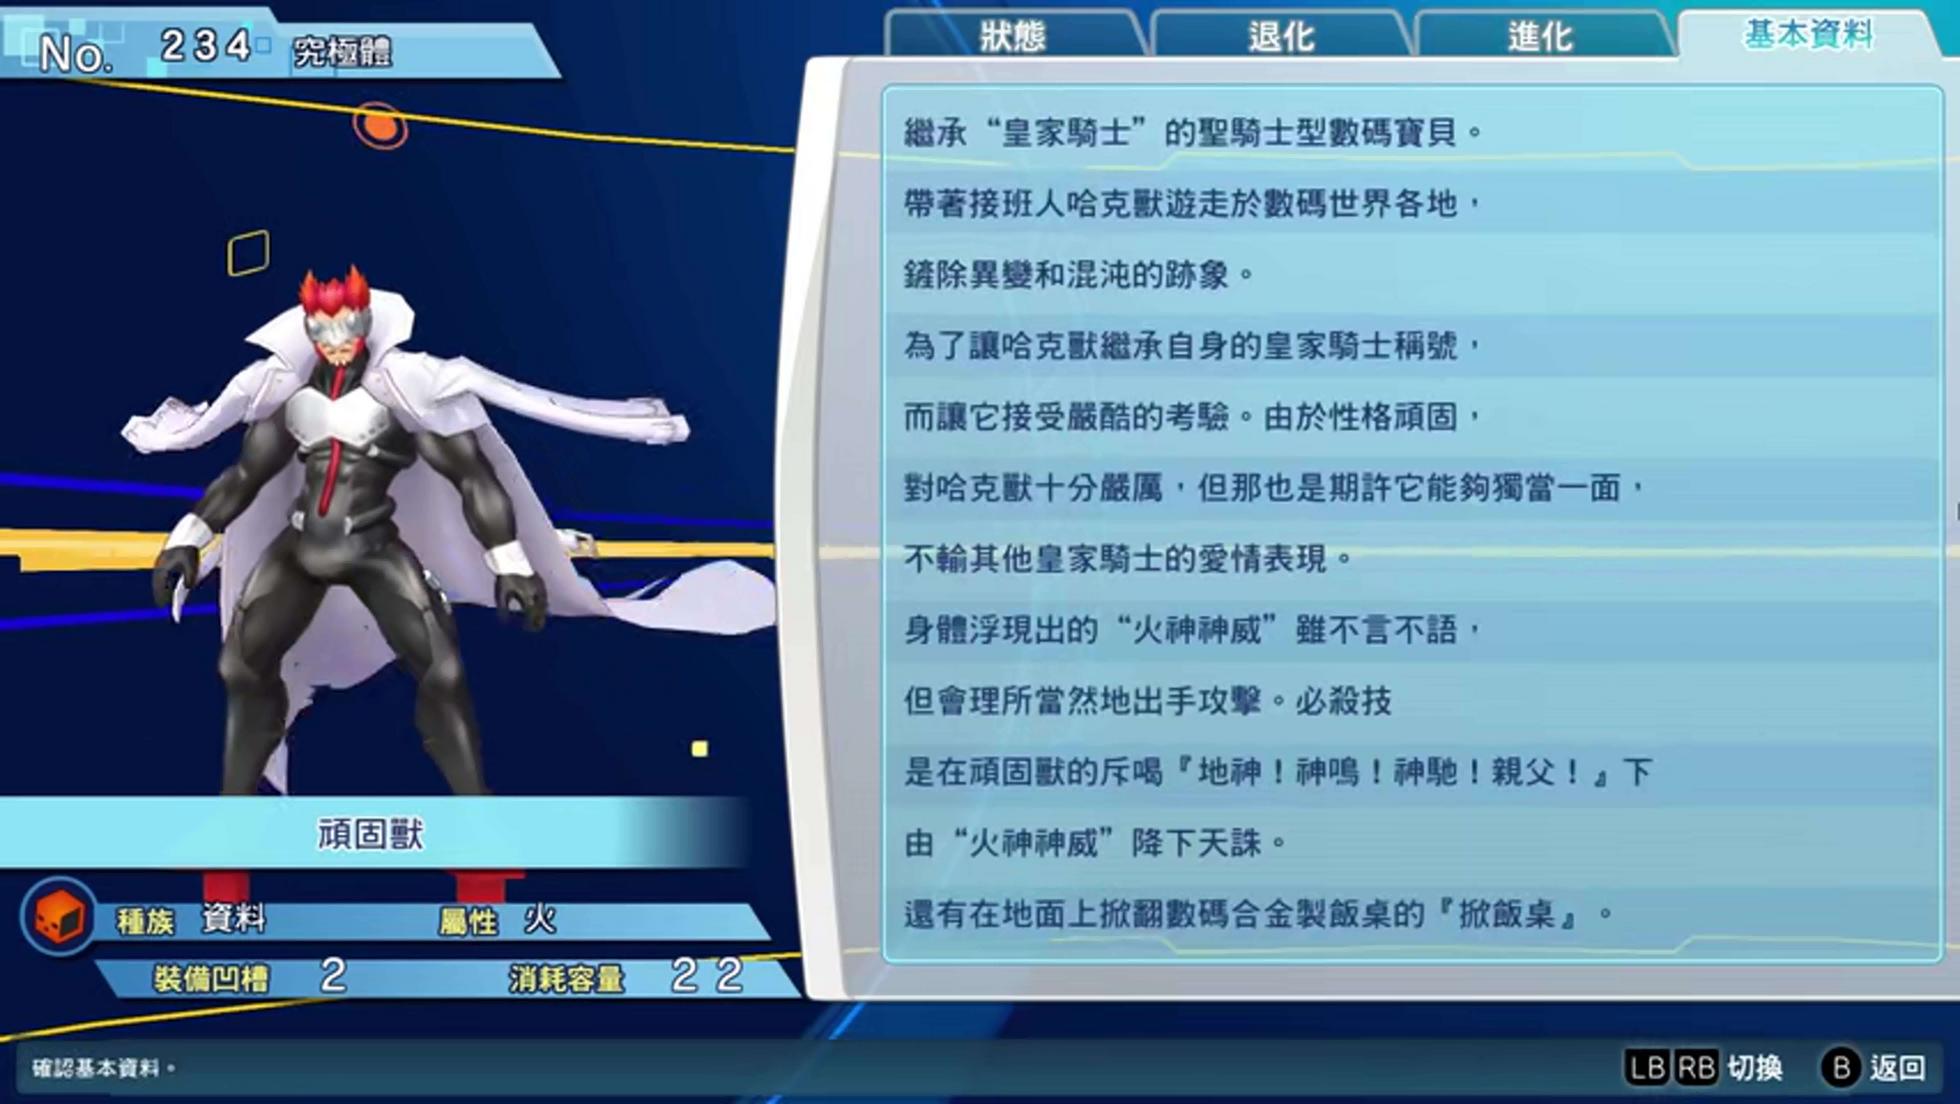 No. 234 究極體
狀態 退化 進化 基本資料
繼承“皇家騎士”的聖騎士型數碼寶貝。
帶著接班人哈克獸遊走於數碼世界各地，
鏟除異變和混沌的跡象。
為了讓哈克獸繼承自身的皇家騎士稱號，
而讓它接受嚴酷的考驗。由於性格頑固，
對哈克獸十分嚴厲，但那也是期許它能夠獨當一面，
不輸其他皇家騎士的愛情表現。
身體浮現出的“火神神威”雖不言不語，
但會理所當然地出手攻擊。必殺技
是在頑固獸的斥喝『地神！神鳴！神馳！親父！』下
由“火神神威”降下天誅。
還有在地面上掀翻數碼合金製飯桌的『掀飯桌』。
頑固獸
種族 資料 屬性 火
裝備凹槽 2 消耗容量 22
確認基本資料。
LB RB 切換 B 返回